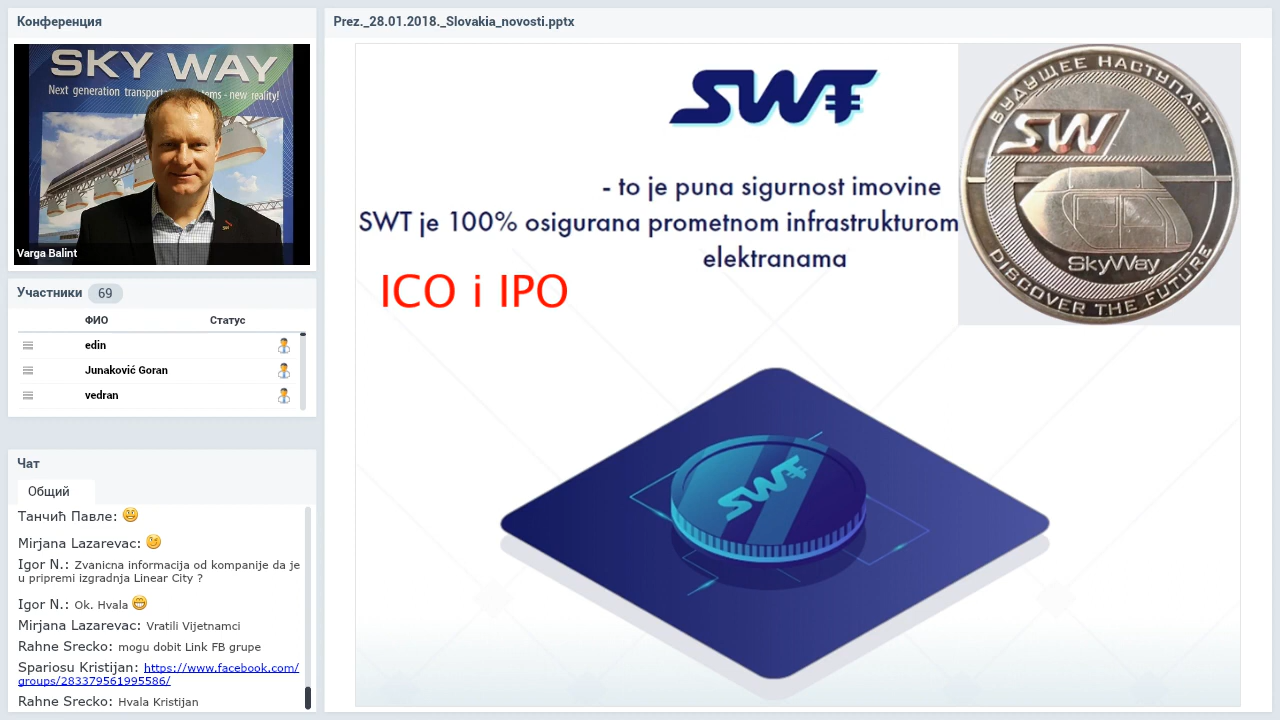 Конференция
SKY WAY
Next generation transporta
ems - new reality!
SW
Varga Balint
Участники 69
ФИО Статус
edin
Junaković Goran
vedran
Чат
Общий
Танчић Павле:
Mirjana Lazarevac:
Igor N.: Zvanicna informacija od kompanije da je
u pripremi izgradnja Linear City ?
Igor N.: Ok. Hvala
Mirjana Lazarevac: Vratili Vijetnamci
Rahne Srecko: mogu dobit Link FB grupe
Spariosu Kristijan: https://www.facebook.com/
groups/283379561995586/
Rahne Srecko: Hvala Kristijan
Prez._28.01.2018._Slovakia_novosti.pptx
SWT
- to je puna sigurnost imovine
SWT je 100% osigurana prometnom infrastrukturom
elektranama
ICO i IPO
БУДУЩЕЕ НАСТУПАЕТ
SW
SkyWay
DISCOVER THE FUTURE
SWT